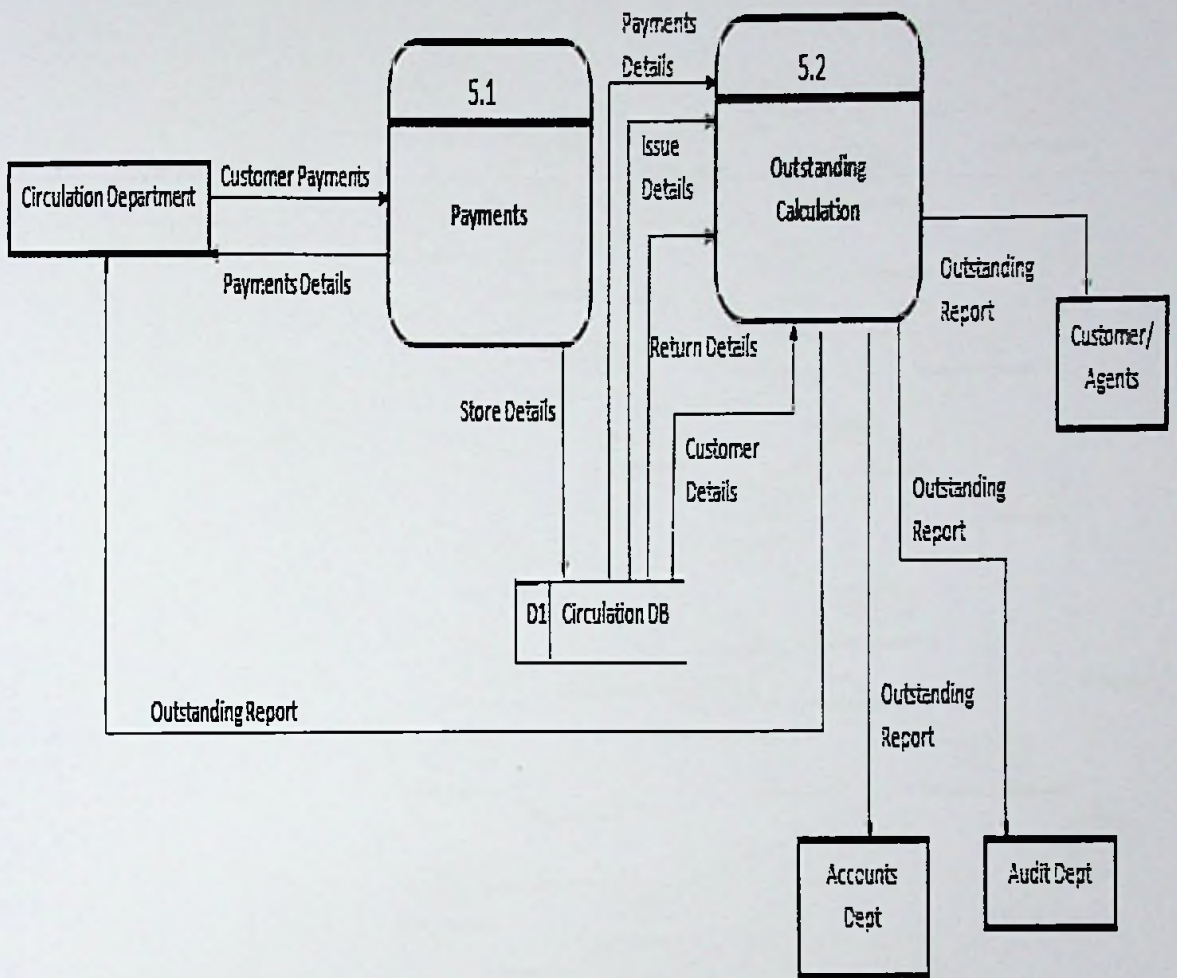 Payments
Details
5.1
5.2
Circulation Department
Customer Payments
Payments
Issue
Details
Outstanding
Calculation
Payments Details
Outstanding
Report
Customer/
Agents
Return Details
Store Details
Customer
Details
Outstanding
Report
D1
Circulation DB
Outstanding Report
Outstanding
Report
Accounts
Dept
Audit Dept